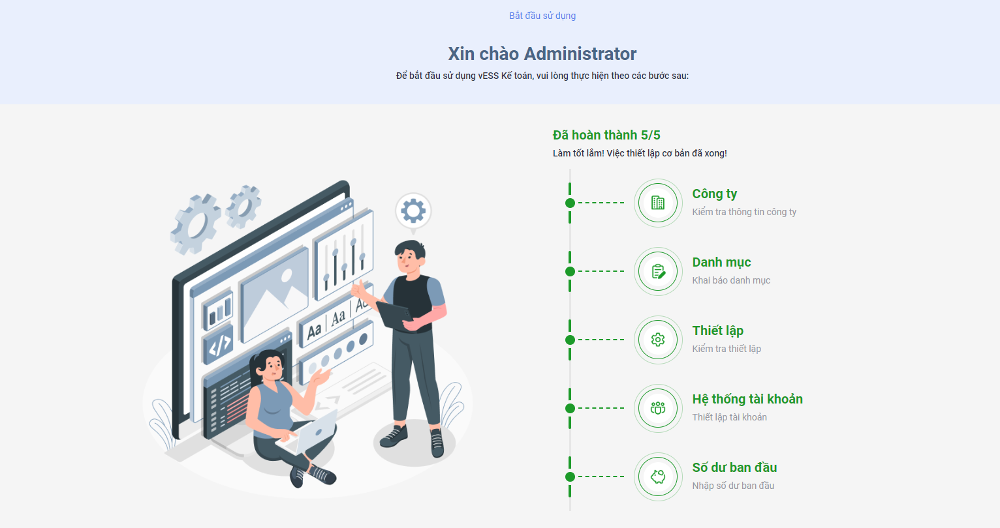 Bắt đầu sử dụng
Xin chào Administrator
Để bắt đầu sử dụng vESS Kế toán, vui lòng thực hiện theo các bước sau:
Đã hoàn thành 5/5
Làm tốt lắm! Việc thiết lập cơ bản đã xong!
Công ty
Kiểm tra thông tin công ty
Danh mục
Khai báo danh mục
Thiết lập
Kiểm tra thiết lập
Hệ thống tài khoản
Thiết lập tài khoản
Số dư ban đầu
Nhập số dư ban đầu
Aa | Aa | Aa
</>